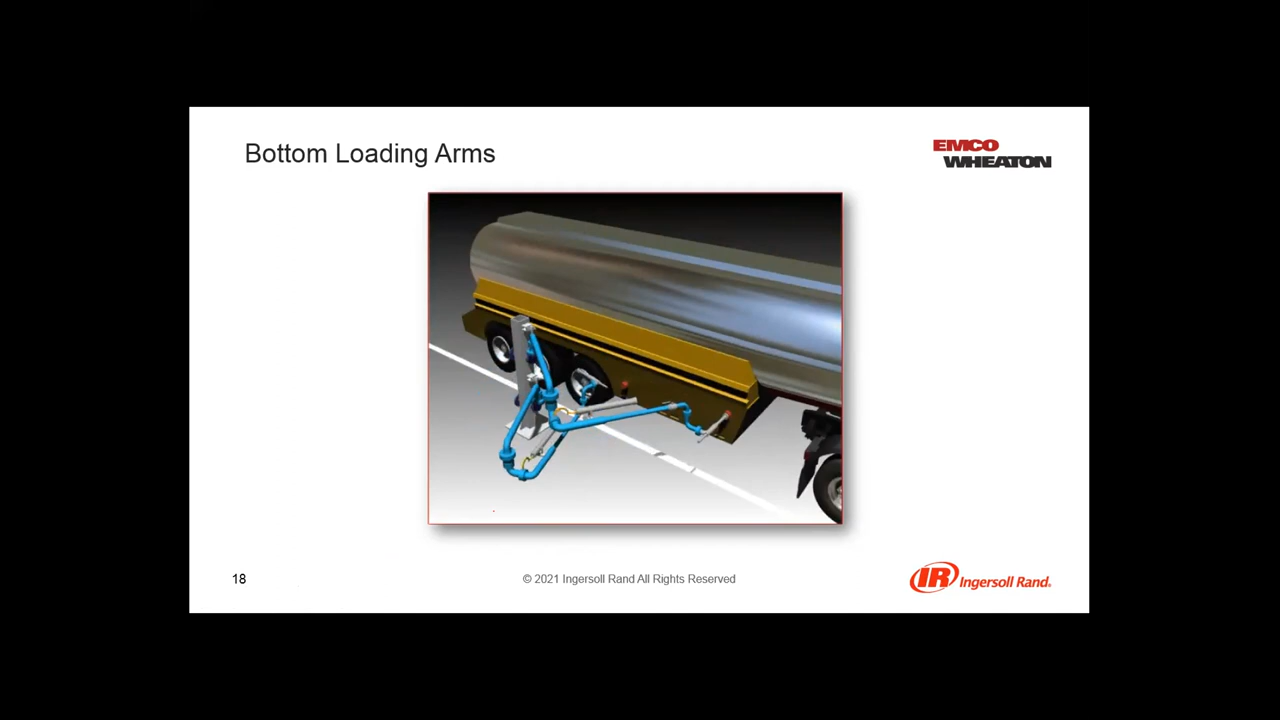 Bottom Loading Arms
EMCO
WHEATON
18
© 2021 Ingersoll Rand All Rights Reserved
IR Ingersoll Rand.